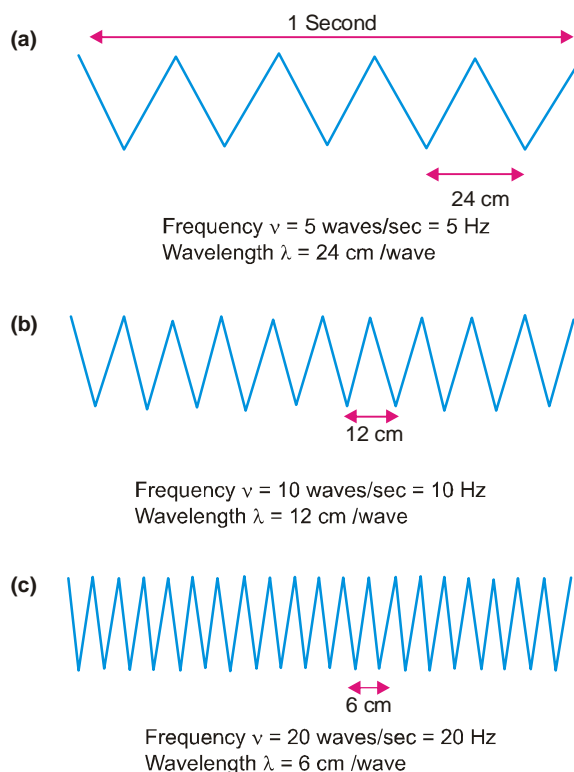 1 Second
(a)
24 cm
Frequency ν = 5 waves/sec = 5 Hz
Wavelength λ = 24 cm /wave
(b)
12 cm
Frequency ν = 10 waves/sec = 10 Hz
Wavelength λ = 12 cm /wave
(c)
6 cm
Frequency ν = 20 waves/sec = 20 Hz
Wavelength λ = 6 cm /wave